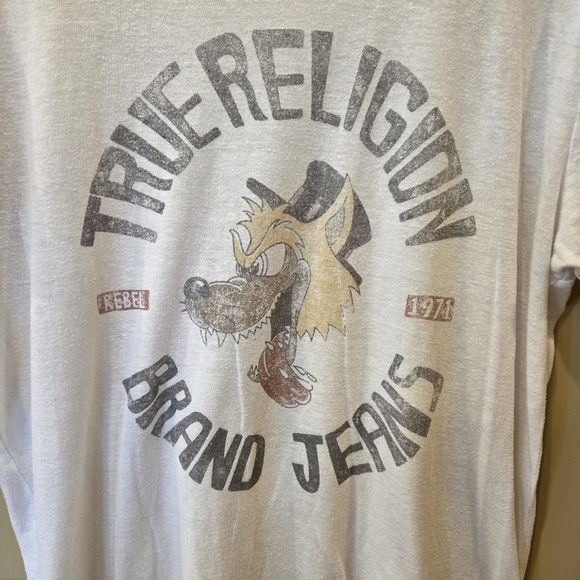 TRUE RELIGION
REBEL
1971
BRAND JEANS